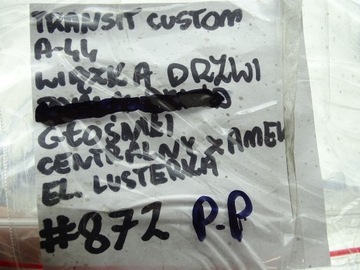 TRANSIT CUSTOM
A-44
WIĄZKA DRZWI
GŁOŚNIKI
CENTRALNY ZAMEK
EL. LUSTERKA
#872 P.P